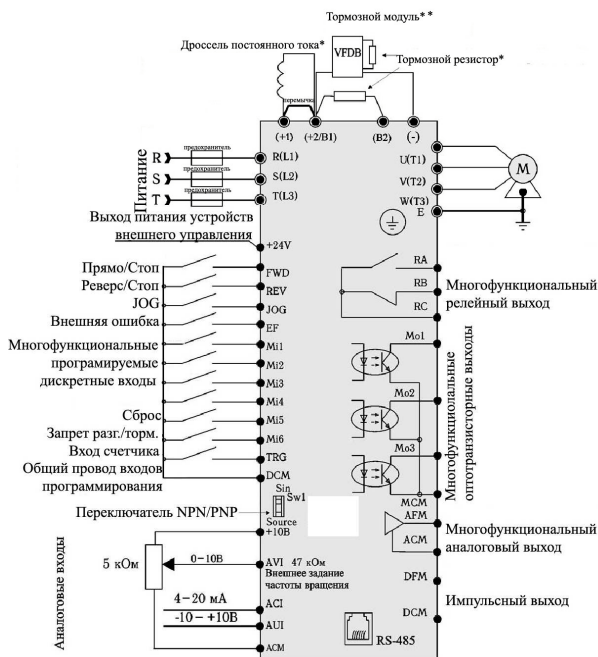 Тормозной модуль**
Дроссель постоянного тока*
VFDB
Тормозной резистор*
перемычка
(+1)
(+2/B1)
(B2)
(-)
Питание
R
предохранитель
R(L1)
S
предохранитель
S(L2)
T
предохранитель
T(L3)
U(T1)
V(T2)
W(T3)
E
M
Выход питания устройств
внешнего управления
+24V
Прямо/Стоп
FWD
Реверс/Стоп
REV
JOG
JOG
Внешняя ошибка
EF
Многофункциональные
програмируемые
дискретные входы
Mi1
Mi2
Mi3
Mi4
Сброс
Mi5
Запрет разг./торм.
Mi6
Вход счетчика
TRG
Общий провод входов
программирования
DCM
RA
RB
RC
Многофункциональный
релейный выход
Mo1
Mo2
Mo3
MCM
Многофункциолальные
оптотранзисторные выходы
Sin
Sw1
Source
Переключатель NPN/PNP
+10В
Аналоговые входы
5 кОм
0-10В
AVI 47 кОм
Внешнее задание
частоты вращения
4-20 мА
ACI
-10 - +10В
AUI
ACM
AFM
ACM
Многофункциональный
аналоговый выход
DFM
DCM
Импульсный выход
RS-485